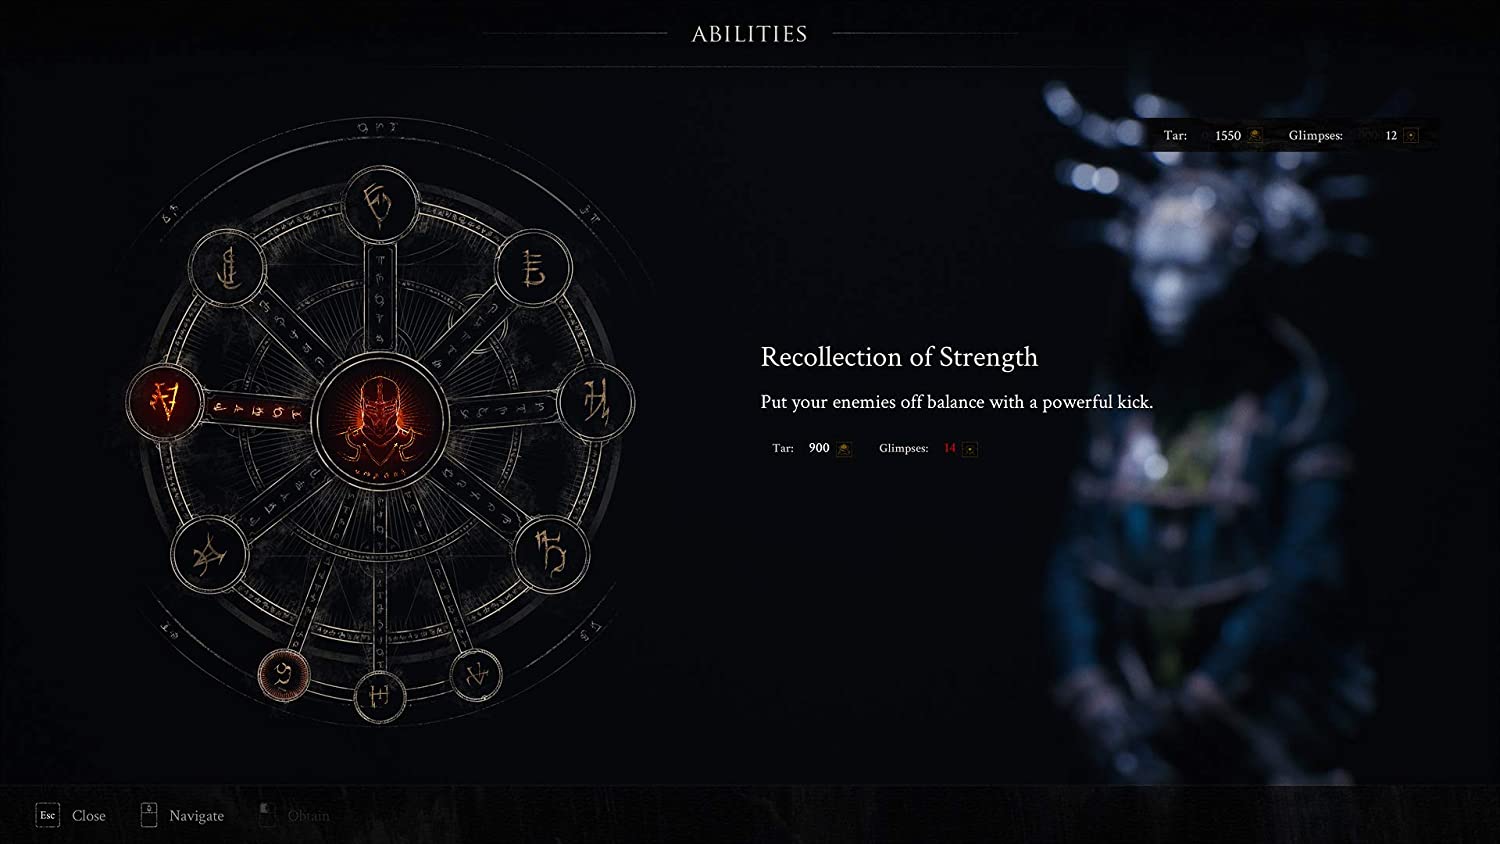 ABILITIES
Tar: 1550 Glimpses: 12
Recollection of Strength
Put your enemies off balance with a powerful kick.
Tar: 900 Glimpses: 14
Esc Close Navigate Obtain